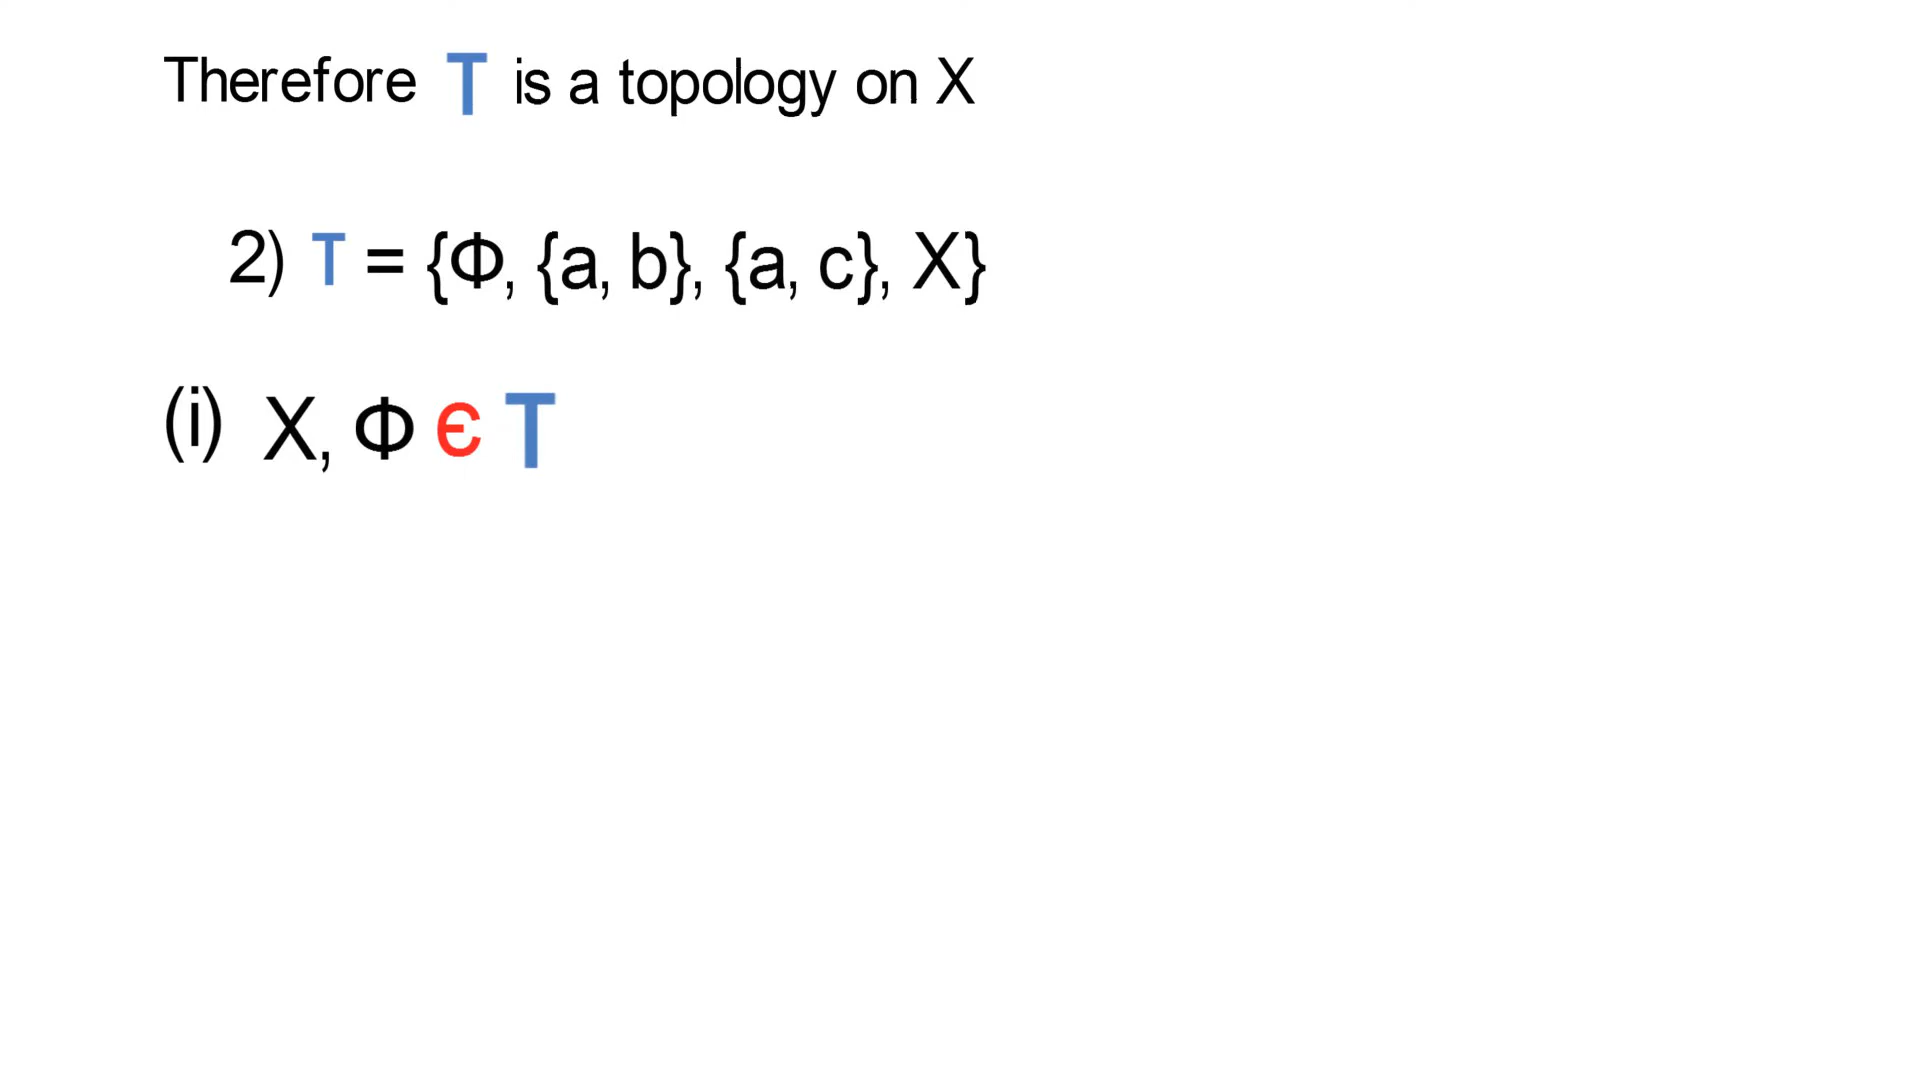 Therefore T is a topology on X
2) T = {Φ, {a, b}, {a, c}, X}
(i) X, Φ Є T